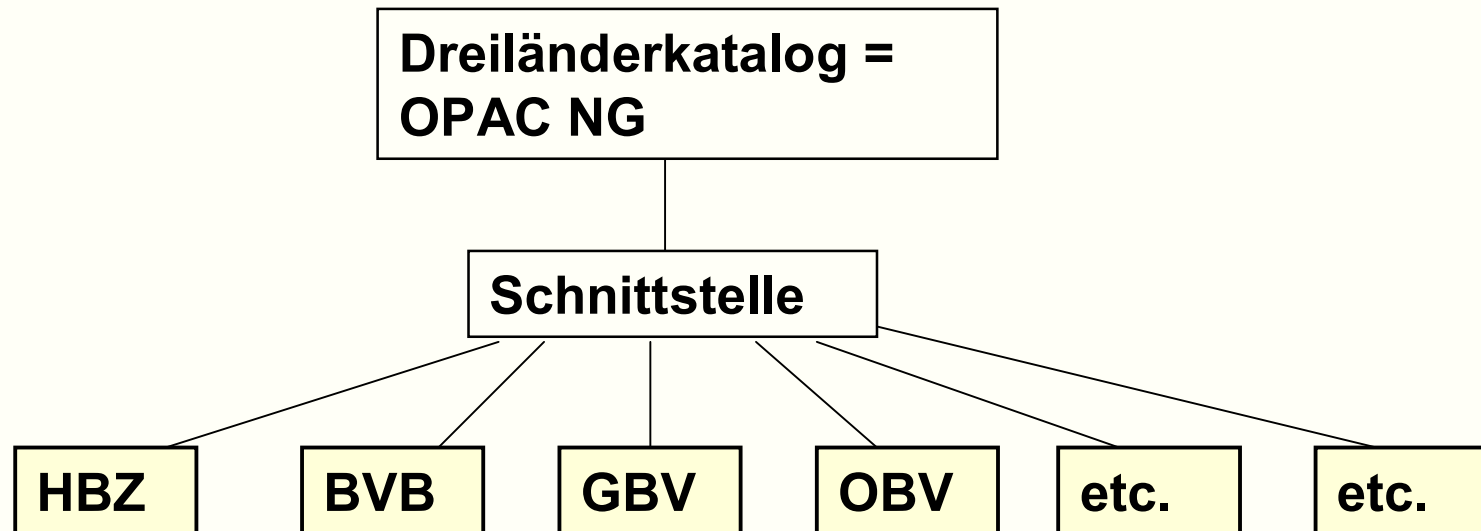 Dreiländerkatalog =
OPAC NG
Schnittstelle
HBZ BVB GBV OBV etc. etc.